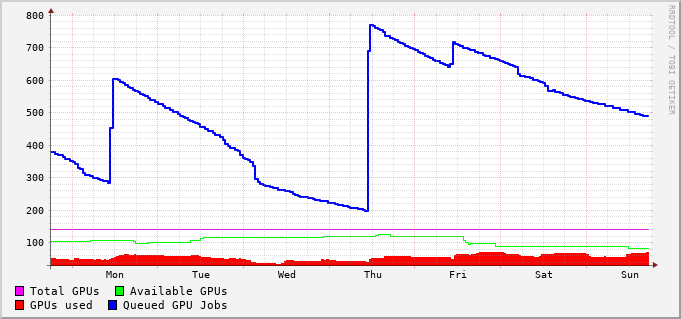 800
700
600
500
400
300
200
100
Mon Tue Wed Thu Fri Sat Sun
Total GPUs Available GPUs
GPUs used Queued GPU Jobs
RRDTOOL / TOBI OETIKER